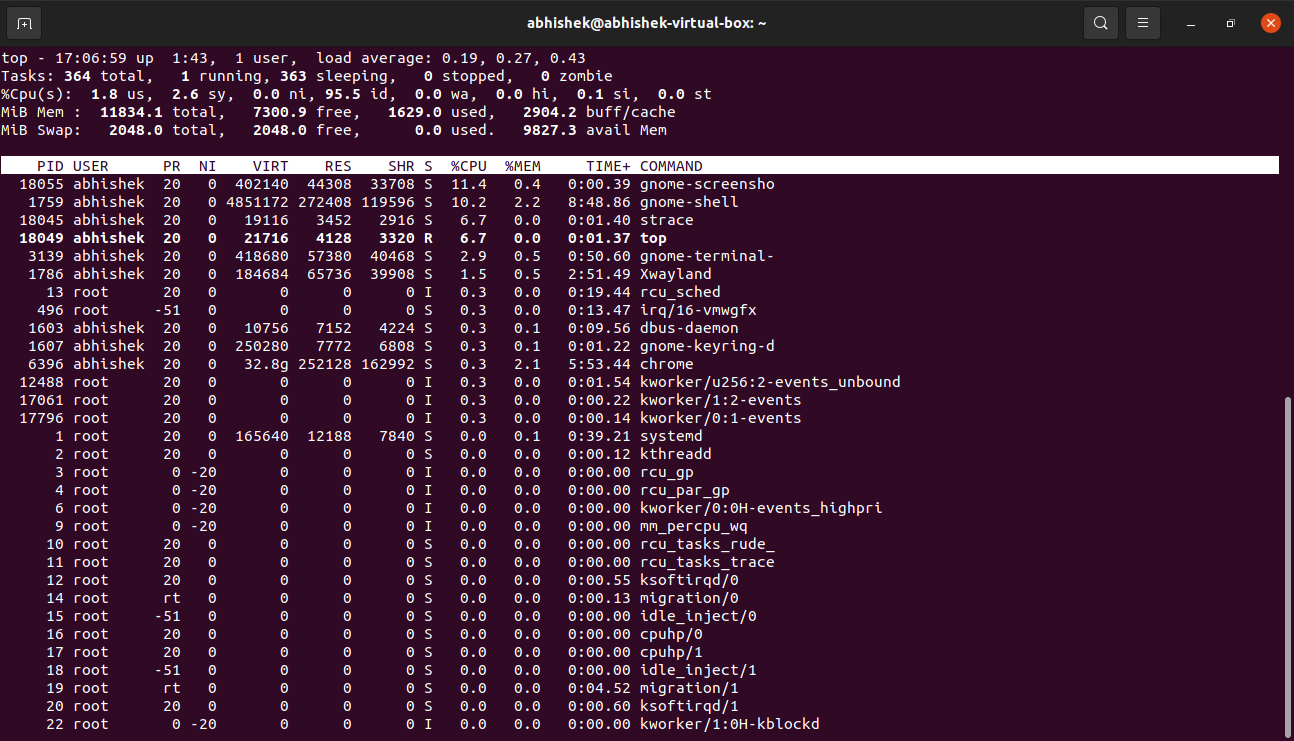 abhishek@abhishek-virtual-box: ~
top - 17:06:59 up  1:43,  1 user,  load average: 0.19, 0.27, 0.43
Tasks: 364 total,   1 running, 363 sleeping,   0 stopped,   0 zombie
%Cpu(s):  1.8 us,  2.6 sy,  0.0 ni, 95.5 id,  0.0 wa,  0.0 hi,  0.1 si,  0.0 st
MiB Mem :  11834.1 total,   7300.9 free,   1629.0 used,   2904.2 buff/cache
MiB Swap:   2048.0 total,   2048.0 free,      0.0 used.   9827.3 avail Mem
    PID USER      PR  NI    VIRT    RES    SHR S  %CPU  %MEM     TIME+ COMMAND
  18055 abhishek  20   0  402140  44308  33708 S  11.4   0.4   0:00.39 gnome-screensho
   1759 abhishek  20   0 4851172 272408 119596 S  10.2   2.2   8:48.86 gnome-shell
  18045 abhishek  20   0   19116   3452   2916 S   6.7   0.0   0:01.40 strace
  18049 abhishek  20   0   21716   4128   3320 R   6.7   0.0   0:01.37 top
   3139 abhishek  20   0  418680  57380  40468 S   2.9   0.5   0:50.60 gnome-terminal-
   1786 abhishek  20   0  184684  65736  39908 S   1.5   0.5   2:51.49 Xwayland
     13 root      20   0       0      0      0 I   0.3   0.0   0:19.44 rcu_sched
    496 root     -51   0       0      0      0 S   0.3   0.0   0:13.47 irq/16-vmwgfx
   1603 abhishek  20   0   10756   7152   4224 S   0.3   0.1   0:09.56 dbus-daemon
   1607 abhishek  20   0  250280   7772   6808 S   0.3   0.1   0:01.22 gnome-keyring-d
   6396 abhishek  20   0   32.8g 252128 162992 S   0.3   2.1   5:53.44 chrome
  12488 root      20   0       0      0      0 I   0.3   0.0   0:01.54 kworker/u256:2-events_unbound
  17061 root      20   0       0      0      0 I   0.3   0.0   0:00.22 kworker/1:2-events
  17796 root      20   0       0      0      0 I   0.3   0.0   0:00.14 kworker/0:1-events
      1 root      20   0  165640  12188   7840 S   0.0   0.1   0:39.21 systemd
      2 root      20   0       0      0      0 S   0.0   0.0   0:00.12 kthreadd
      3 root       0 -20       0      0      0 I   0.0   0.0   0:00.00 rcu_gp
      4 root       0 -20       0      0      0 I   0.0   0.0   0:00.00 rcu_par_gp
      6 root       0 -20       0      0      0 I   0.0   0.0   0:00.00 kworker/0:0H-events_highpri
      9 root       0 -20       0      0      0 I   0.0   0.0   0:00.00 mm_percpu_wq
     10 root      20   0       0      0      0 S   0.0   0.0   0:00.00 rcu_tasks_rude_
     11 root      20   0       0      0      0 S   0.0   0.0   0:00.00 rcu_tasks_trace
     12 root      20   0       0      0      0 S   0.0   0.0   0:00.55 ksoftirqd/0
     14 root      rt   0       0      0      0 S   0.0   0.0   0:00.13 migration/0
     15 root     -51   0       0      0      0 S   0.0   0.0   0:00.00 idle_inject/0
     16 root      20   0       0      0      0 S   0.0   0.0   0:00.00 cpuhp/0
     17 root      20   0       0      0      0 S   0.0   0.0   0:00.00 cpuhp/1
     18 root     -51   0       0      0      0 S   0.0   0.0   0:00.00 idle_inject/1
     19 root      rt   0       0      0      0 S   0.0   0.0   0:04.52 migration/1
     20 root      20   0       0      0      0 S   0.0   0.0   0:00.60 ksoftirqd/1
     22 root       0 -20       0      0      0 I   0.0   0.0   0:00.00 kworker/1:0H-kblockd